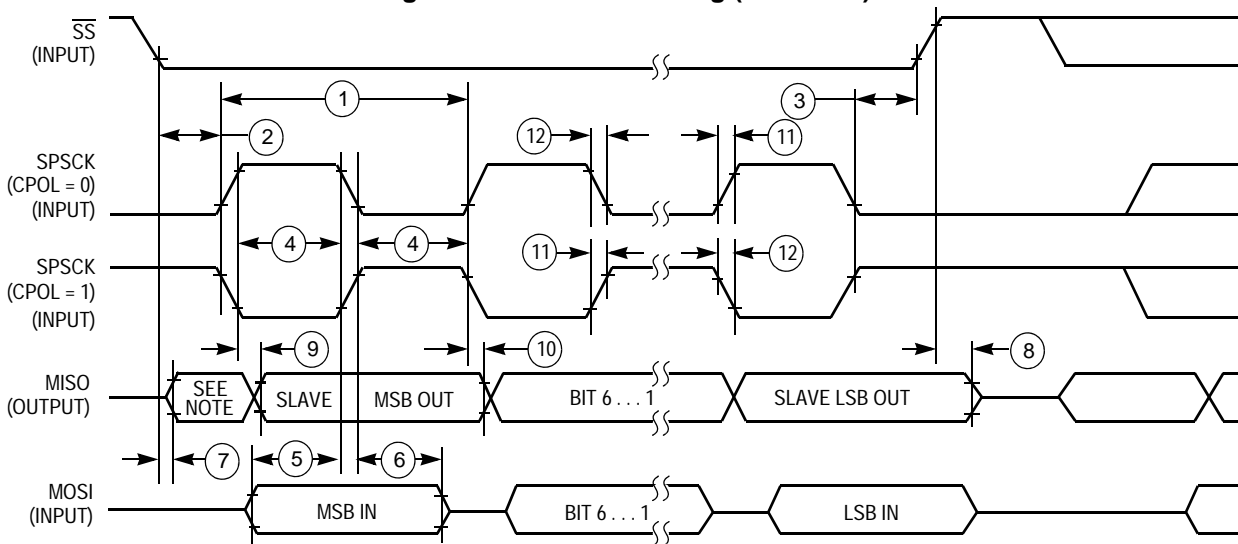 SS
(INPUT)
1
3
2
12
11
SPSCK
(CPOL = 0)
(INPUT)
4
4
11
12
SPSCK
(CPOL = 1)
(INPUT)
9
10
8
MISO
(OUTPUT)
SEE
NOTE
SLAVE
MSB OUT
BIT 6 . . . 1
SLAVE LSB OUT
7
5
6
MOSI
(INPUT)
MSB IN
BIT 6 . . . 1
LSB IN